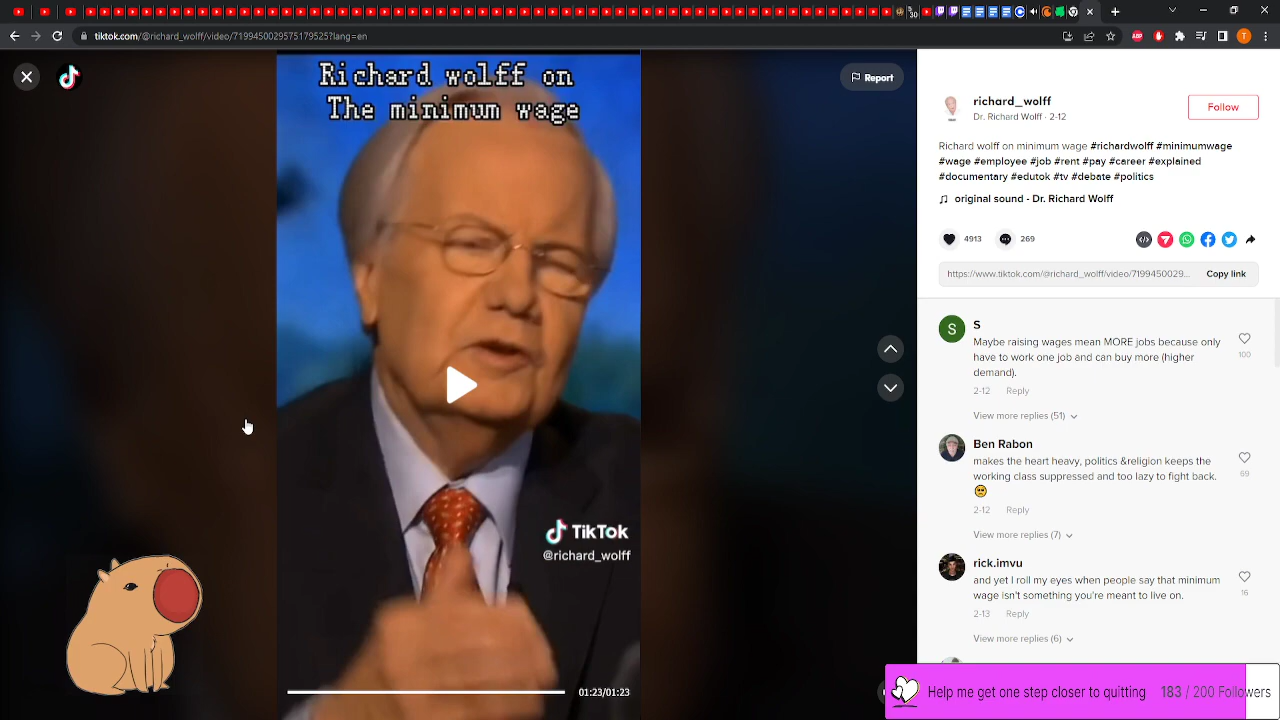 30
T
tiktok.com/@richard_wolff/video/7199450029575179525?lang=en
Richard wolff on
The minimum wage
Report
TikTok
@richard_wolff
01:23/01:23
richard_wolff
Dr. Richard Wolff · 2-12
Follow
Richard wolff on minimum wage #richardwolff #minimumwage
#wage #employee #job #rent #pay #career #explained
#documentary #edutok #tv #debate #politics
original sound - Dr. Richard Wolff
4913
269
https://www.tiktok.com/@richard_wolff/video/7199450029...
Copy link
S
S
Maybe raising wages mean MORE jobs because only
have to work one job and can buy more (higher
demand).
100
2-12 Reply
View more replies (51)
Ben Rabon
makes the heart heavy, politics &religion keeps the
working class suppressed and too lazy to fight back.
69
2-12 Reply
View more replies (7)
rick.imvu
and yet I roll my eyes when people say that minimum
wage isn't something you're meant to live on.
16
2-13 Reply
View more replies (6)
Help me get one step closer to quitting 183 / 200 Followers